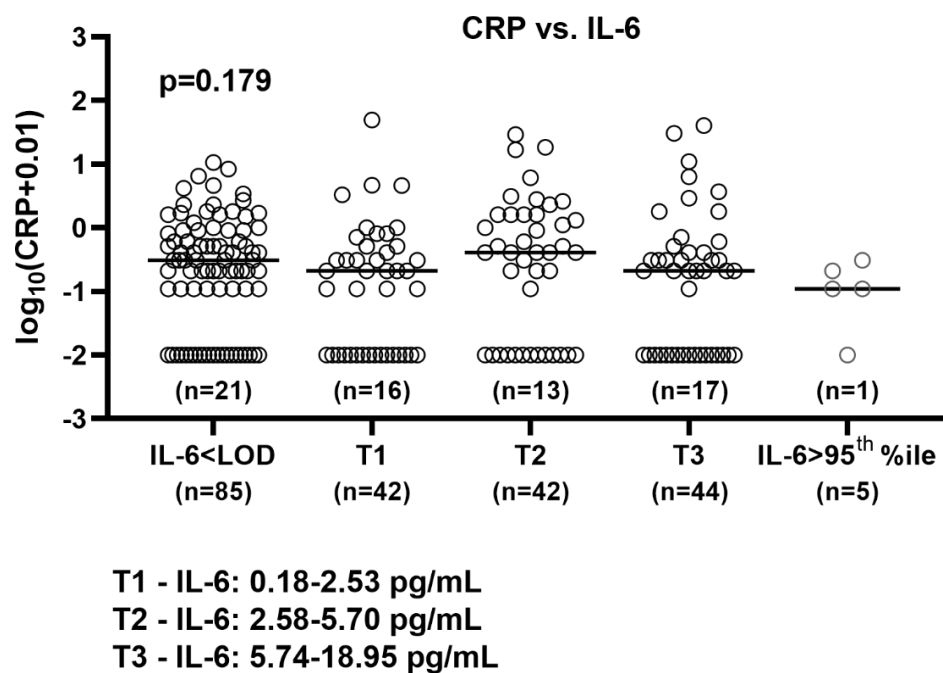 CRP vs. IL-6
p=0.179
log₁₀(CRP+0.01)
3
2
1
0
-1
-2
-3
(n=21) (n=16) (n=13) (n=17) (n=1)
IL-6<LOD T1 T2 T3 IL-6>95ᵗʰ %ile
(n=85) (n=42) (n=42) (n=44) (n=5)
T1 - IL-6: 0.18-2.53 pg/mL
T2 - IL-6: 2.58-5.70 pg/mL
T3 - IL-6: 5.74-18.95 pg/mL